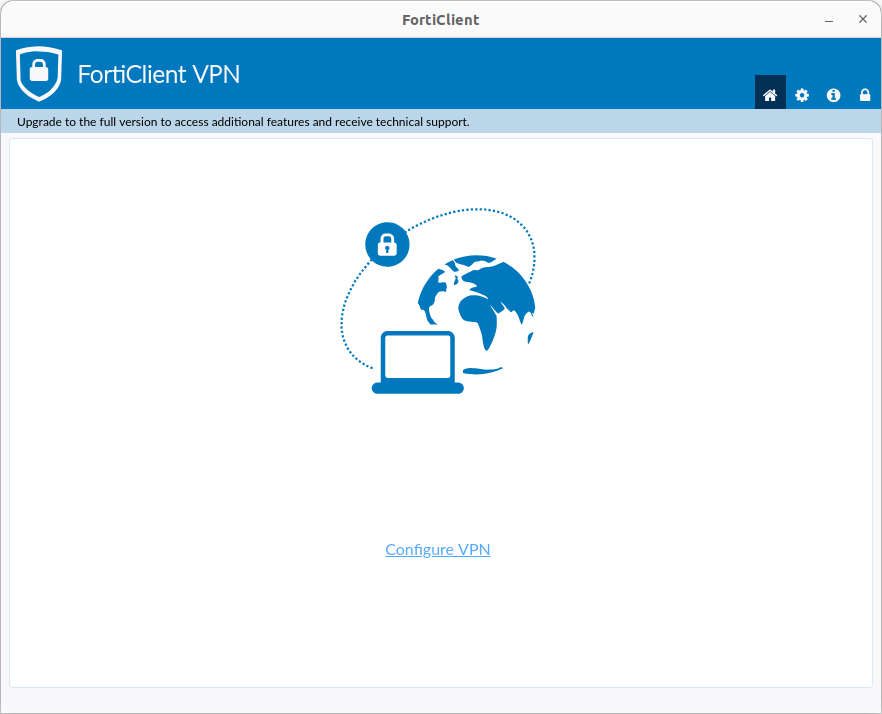 FortiClient
FortiClient VPN
Upgrade to the full version to access additional features and receive technical support.
Configure VPN